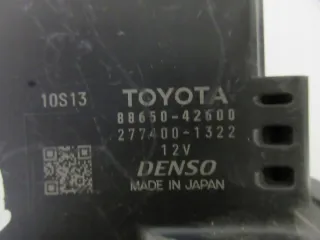 10S13 TOYOTA
88650-42600
277400-1322
12V
DENSO
MADE IN JAPAN